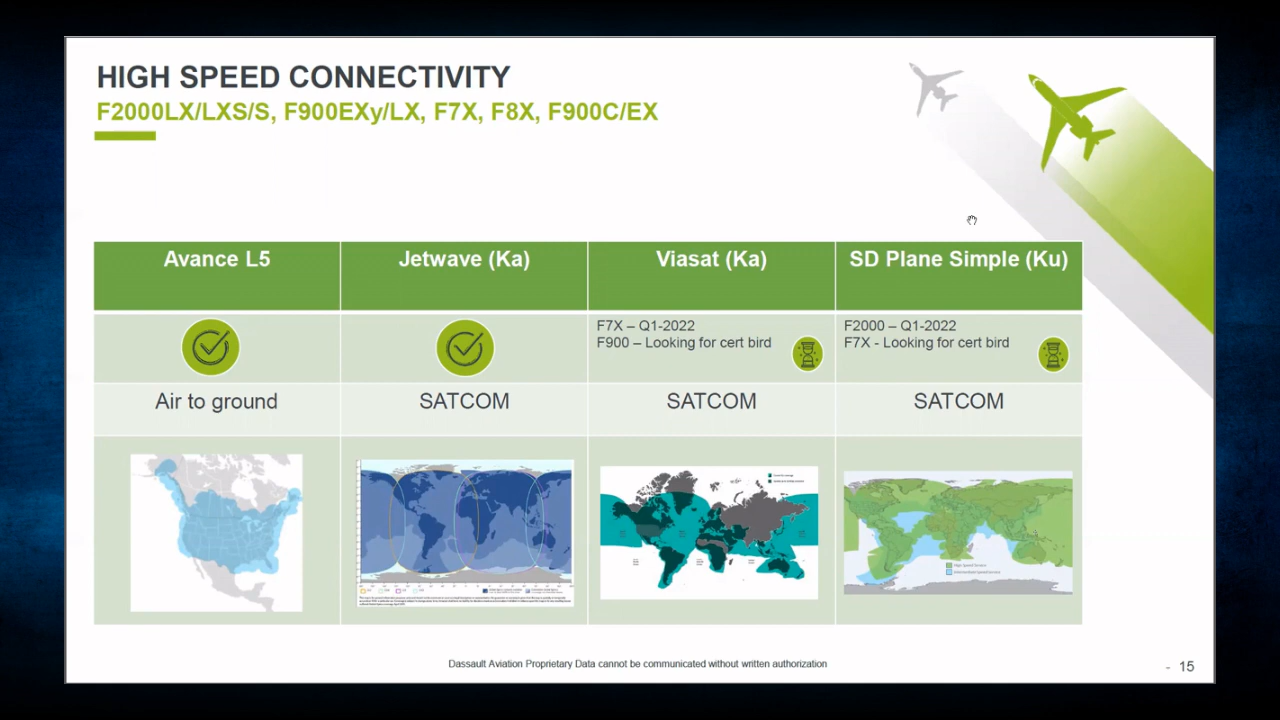 HIGH SPEED CONNECTIVITY
F2000LX/LXS/S, F900EXy/LX, F7X, F8X, F900C/EX
Avance L5
Jetwave (Ka)
Viasat (Ka)
SD Plane Simple (Ku)
F7X – Q1-2022
F900 – Looking for cert bird
F2000 – Q1-2022
F7X - Looking for cert bird
Air to ground
SATCOM
SATCOM
SATCOM
Dassault Aviation Proprietary Data cannot be communicated without written authorization
- 15